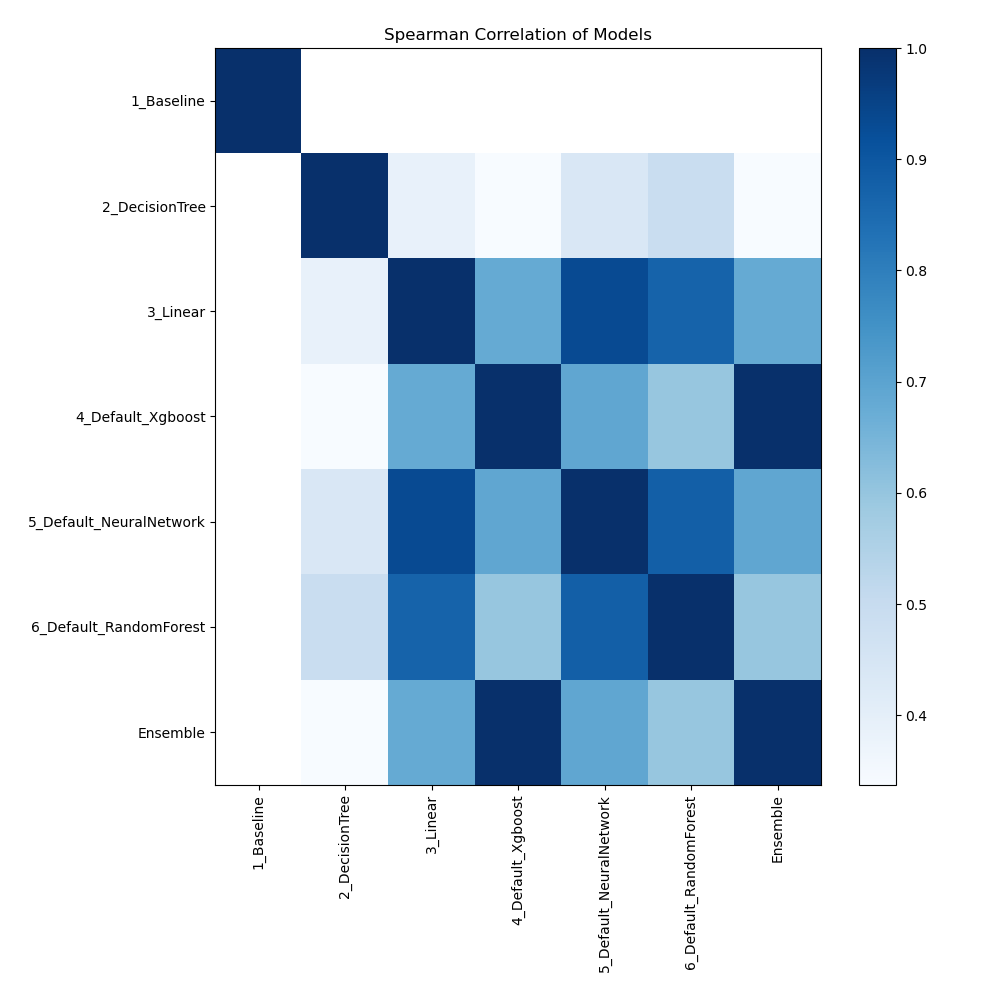 Spearman Correlation of Models
1_Baseline
2_DecisionTree
3_Linear
4_Default_Xgboost
5_Default_NeuralNetwork
6_Default_RandomForest
Ensemble
1_Baseline
2_DecisionTree
3_Linear
4_Default_Xgboost
5_Default_NeuralNetwork
6_Default_RandomForest
Ensemble
1.0
0.9
0.8
0.7
0.6
0.5
0.4